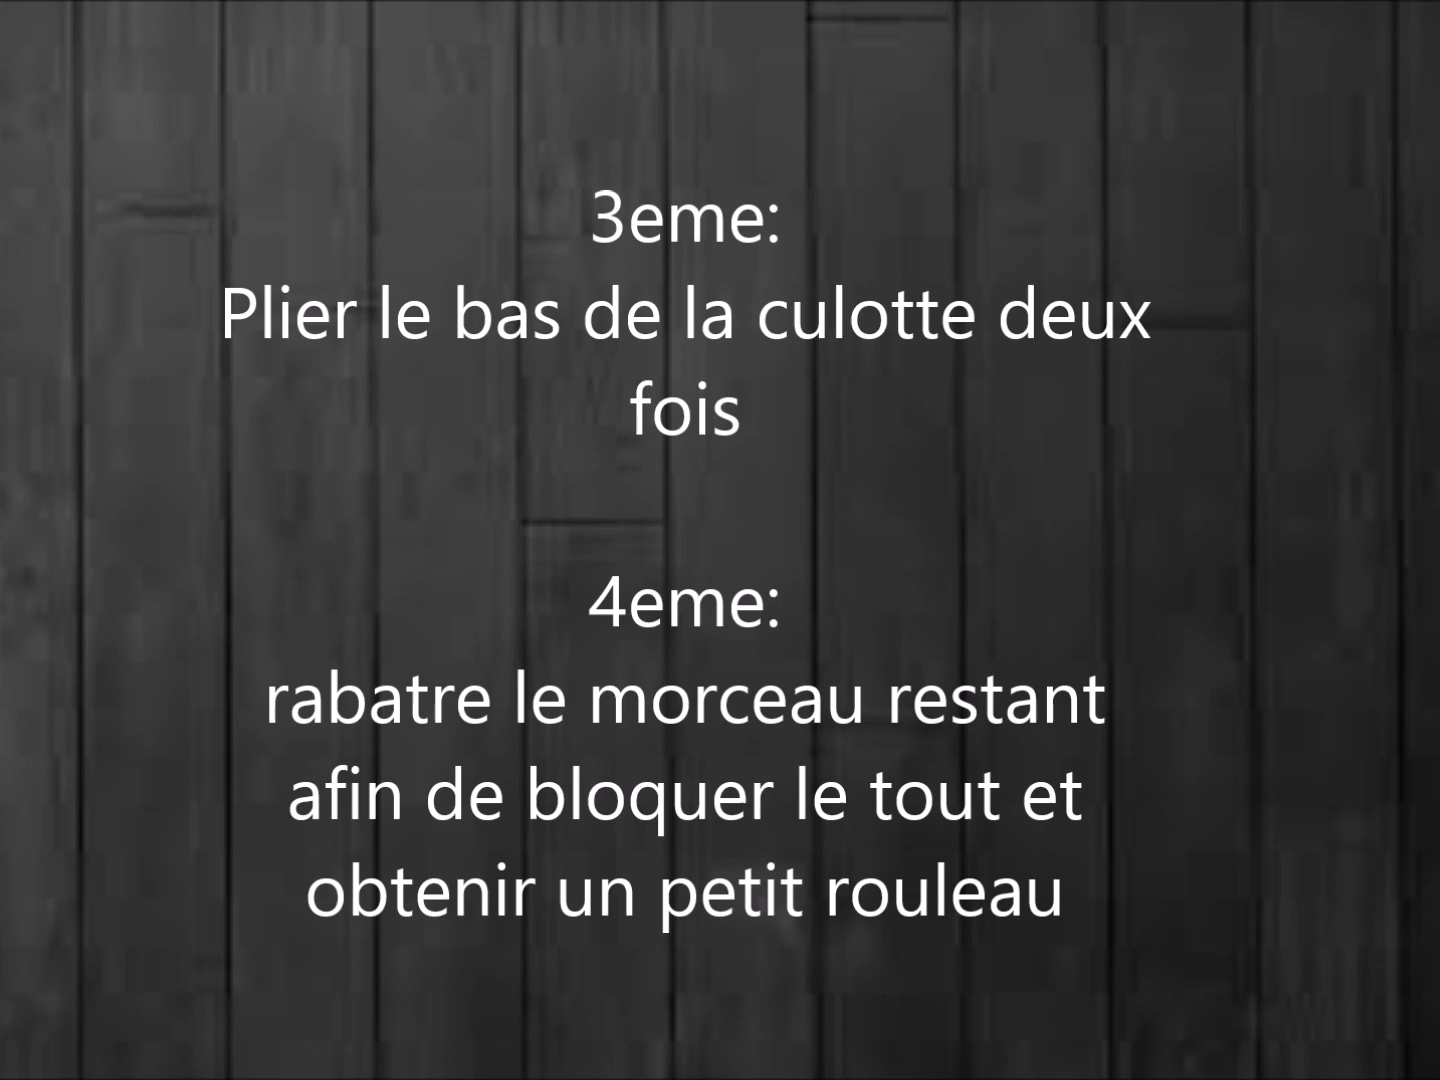 3eme:
Plier le bas de la culotte deux
fois
4eme:
rabatre le morceau restant
afin de bloquer le tout et
obtenir un petit rouleau